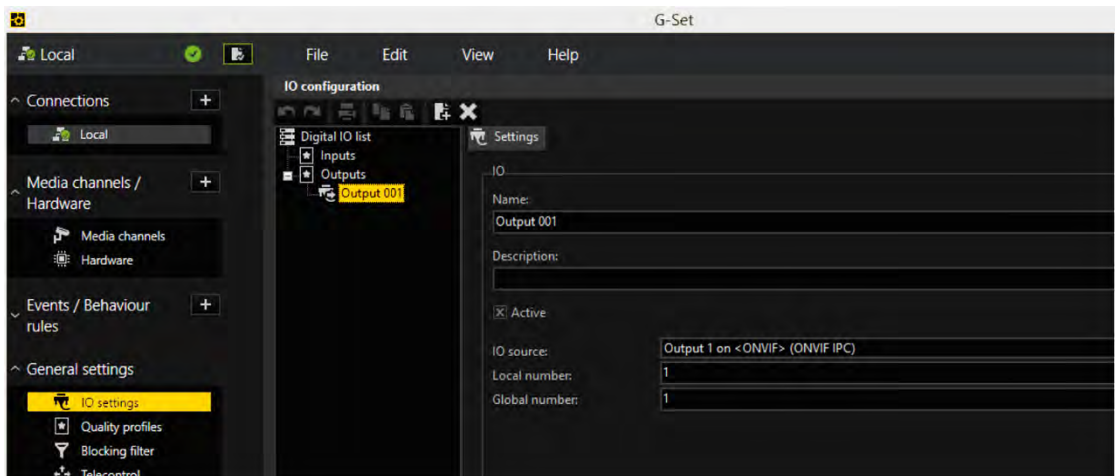 G-Set
Local
File Edit View Help
Connections
Local
Media channels /
Hardware
Media channels
Hardware
Events / Behaviour
rules
General settings
IO settings
Quality profiles
Blocking filter
Telecontrol
IO configuration
Digital IO list
Inputs
Outputs
Output 001
Settings
IO
Name:
Output 001
Description:
Active
IO source: Output 1 on <ONVIF> (ONVIF IPC)
Local number: 1
Global number: 1